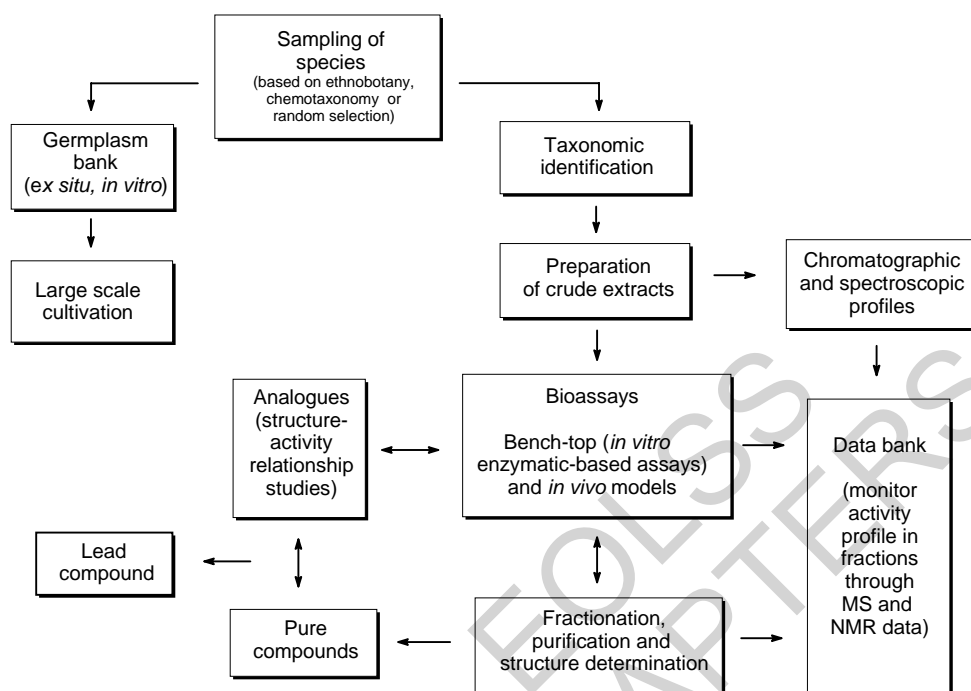 Sampling of
species
(based on ethnobotany,
chemotaxonomy or
random selection)
Germplasm
bank
(ex situ, in vitro)
Taxonomic
identification
Large scale
cultivation
Preparation
of crude extracts
Chromatographic
and spectroscopic
profiles
Analogues
(structure-
activity
relationship
studies)
Bioassays
Bench-top (in vitro
enzymatic-based assays)
and in vivo models
Data bank
(monitor
activity
profile in
fractions
through
MS and
NMR data)
Lead
compound
Pure
compounds
Fractionation,
purification and
structure determination
EOLSS
APTERS